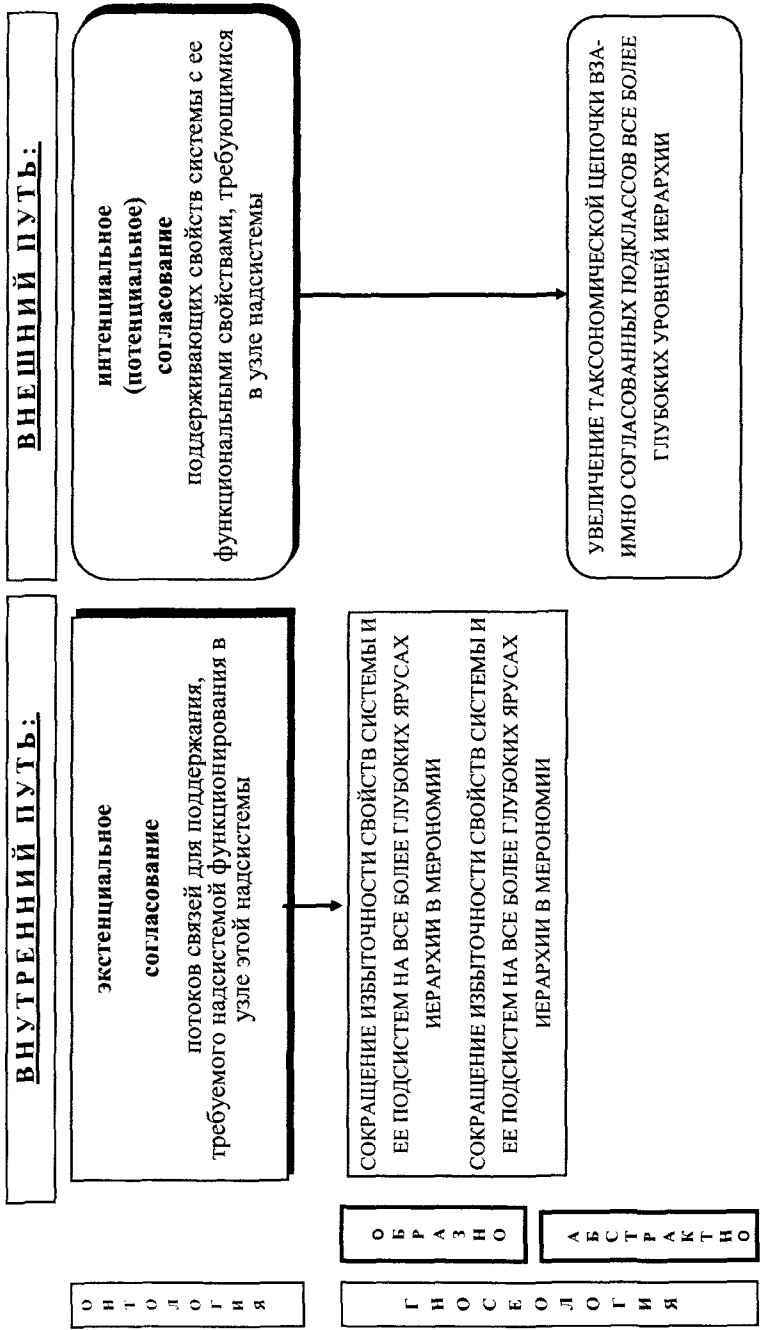 ВНУТРЕННИЙ ПУТЬ:
ВНЕШНИЙ ПУТЬ:
ОНТОЛОГИЯ
экстенциальное
согласование
потоков связей для поддержания,
требуемого надсистемой функционирования в
узле этой надсистемы
интенциальное
(потенциальное)
согласование
поддерживающих свойств системы с ее
функциональными свойствами, требующимися
в узле надсистемы
ГНОСЕОЛОГИЯ
ОБРАЗНО
АБСТРАКТНО
СОКРАЩЕНИЕ ИЗБЫТОЧНОСТИ СВОЙСТВ СИСТЕМЫ И
ЕЕ ПОДСИСТЕМ НА ВСЕ БОЛЕЕ ГЛУБОКИХ ЯРУСАХ
ИЕРАРХИИ В МЕРОНОМИИ
СОКРАЩЕНИЕ ИЗБЫТОЧНОСТИ СВОЙСТВ СИСТЕМЫ И
ЕЕ ПОДСИСТЕМ НА ВСЕ БОЛЕЕ ГЛУБОКИХ ЯРУСАХ
ИЕРАРХИИ В МЕРОНОМИИ
УВЕЛИЧЕНИЕ ТАКСОНОМИЧЕСКОЙ ЦЕПОЧКИ ВЗА-
ИМНО СОГЛАСОВАННЫХ ПОДКЛАССОВ ВСЕ БОЛЕЕ
ГЛУБОКИХ УРОВНЕЙ ИЕРАРХИИ